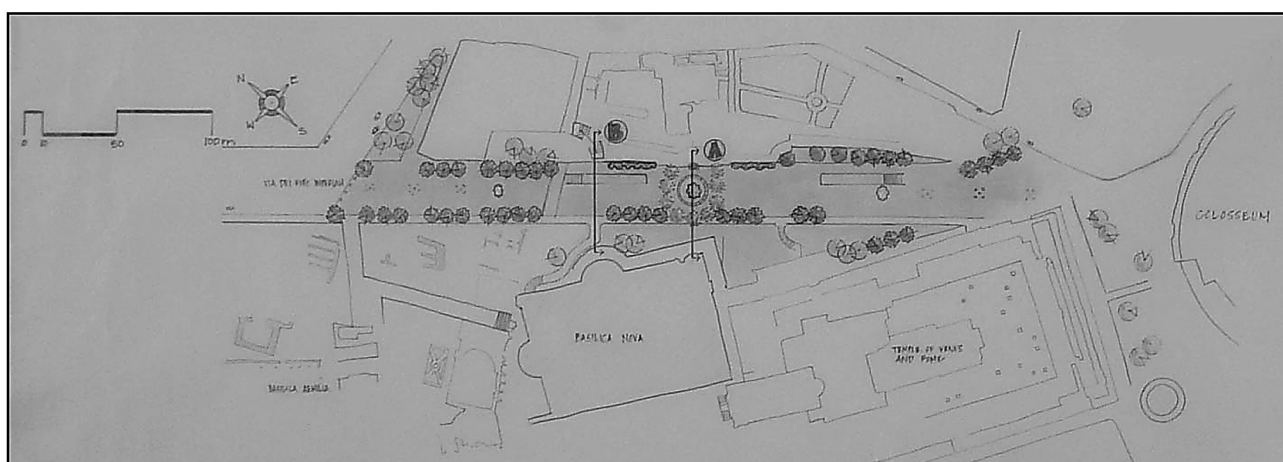 N E
W S
0 10 50 100m
B
A
VIA DEI FORI IMPERIALI
COLOSSEUM
BASILICA NOVA
TEMPLE OF VENUS
AND ROME
BASILICA AEMILIA